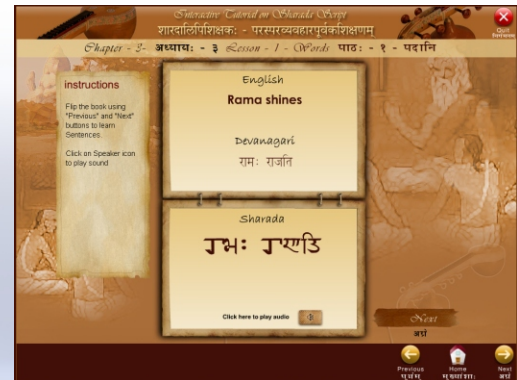 Interactive Tutorial on Sharada Script
शारदालिपिशिक्षकः - परस्परव्यवहारपूर्वकशिक्षणम्
Quit
Chapter - 3- अध्यायः - ३ Lesson - 1 - Words पाठः - १ - पदानि
instructions
Flip the book using
"Previous" and "Next"
buttons to learn
Sentences.
Click on Speaker icon
to play sound
English
Rama shines
Devanagari
रामः राजति
Sharada
𑆫𑆳𑆩𑆂 𑆫𑆳𑆘𑆠𑆴
Click here to play audio
Next
Previous
Home
Next